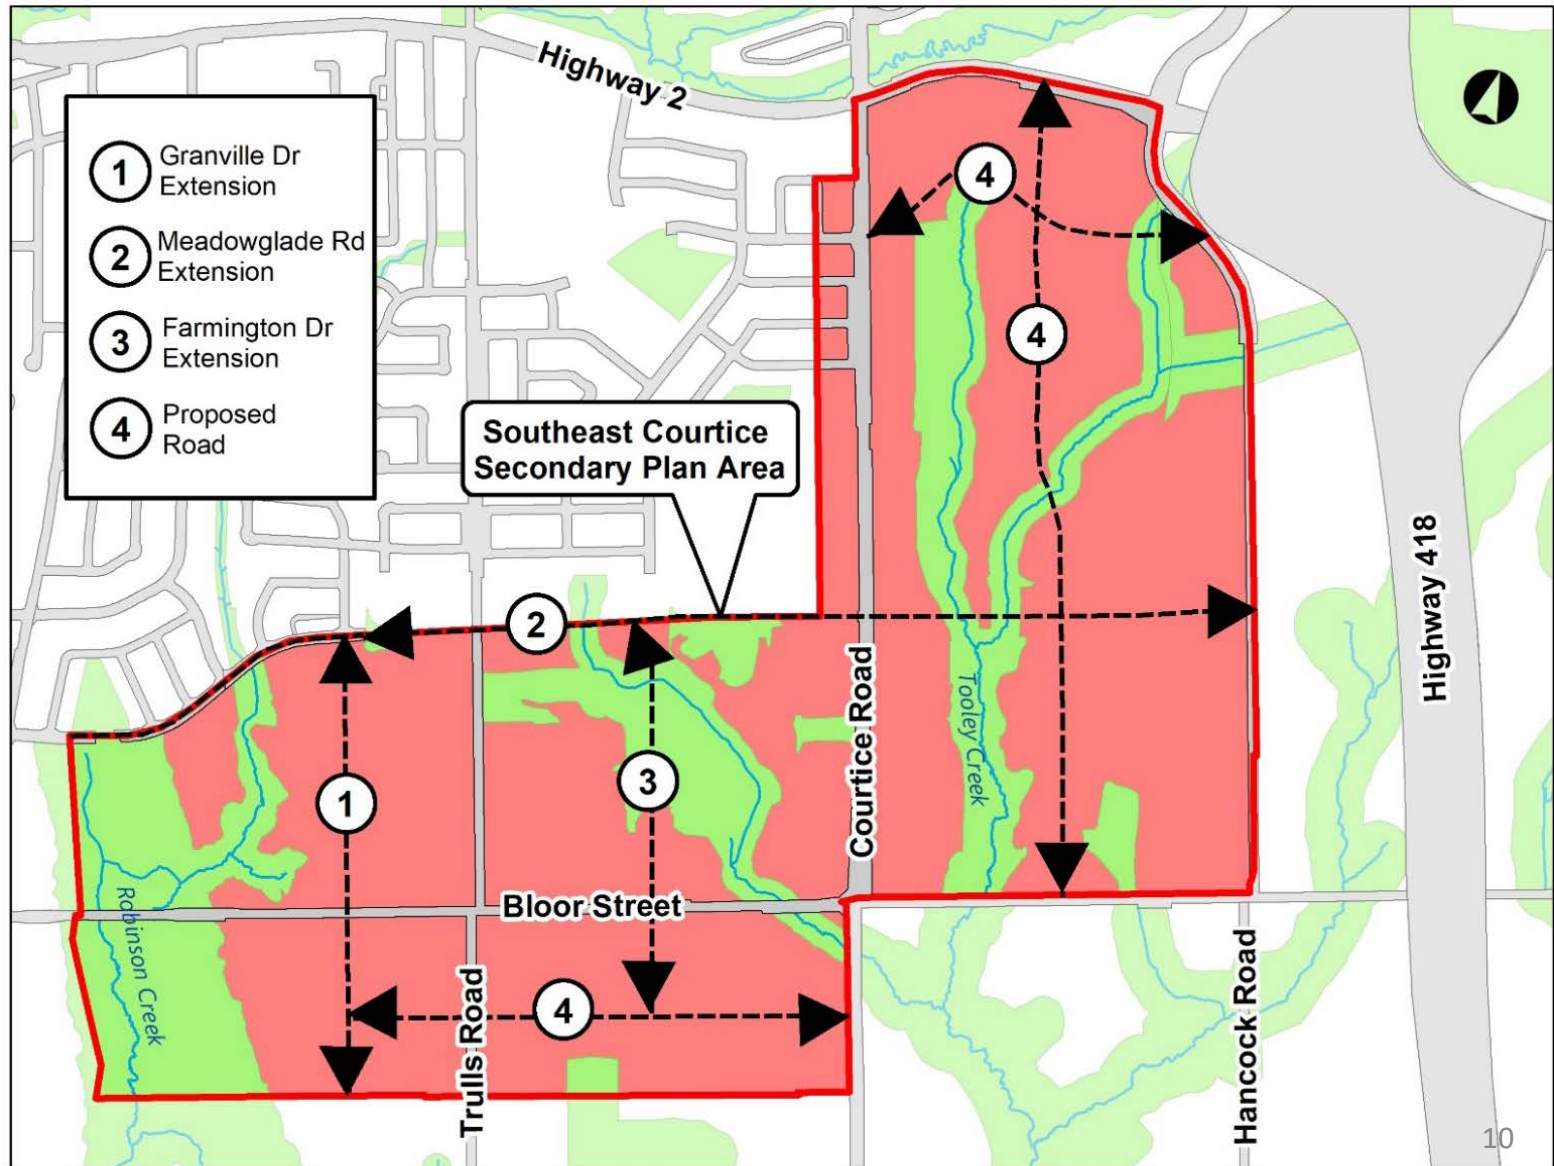 Highway 2
1
Granville Dr
Extension
2
Meadowglade Rd
Extension
3
Farmington Dr
Extension
4
Proposed
Road
4
4
Southeast Courtice
Secondary Plan Area
2
Highway 418
Tooley Creek
Courtice Road
3
1
Bloor Street
Robinson Creek
4
Trulls Road
Hancock Road
10